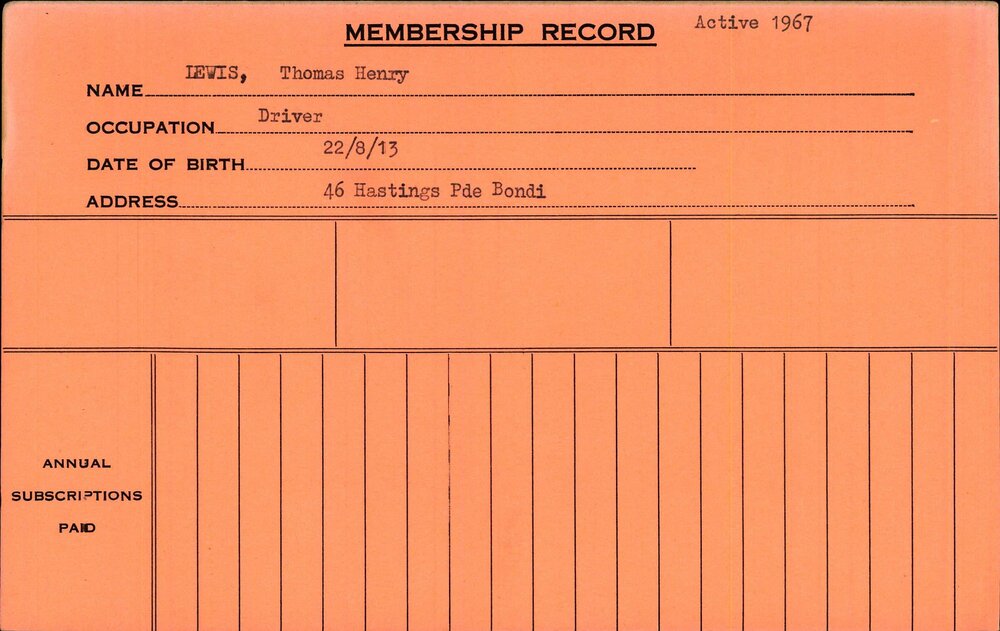 MEMBERSHIP RECORD Active 1967
NAME LEWIS, Thomas Henry
OCCUPATION Driver
DATE OF BIRTH 22/8/13
ADDRESS 46 Hastings Pde Bondi
ANNUAL
SUBSCRIPTIONS
PAID